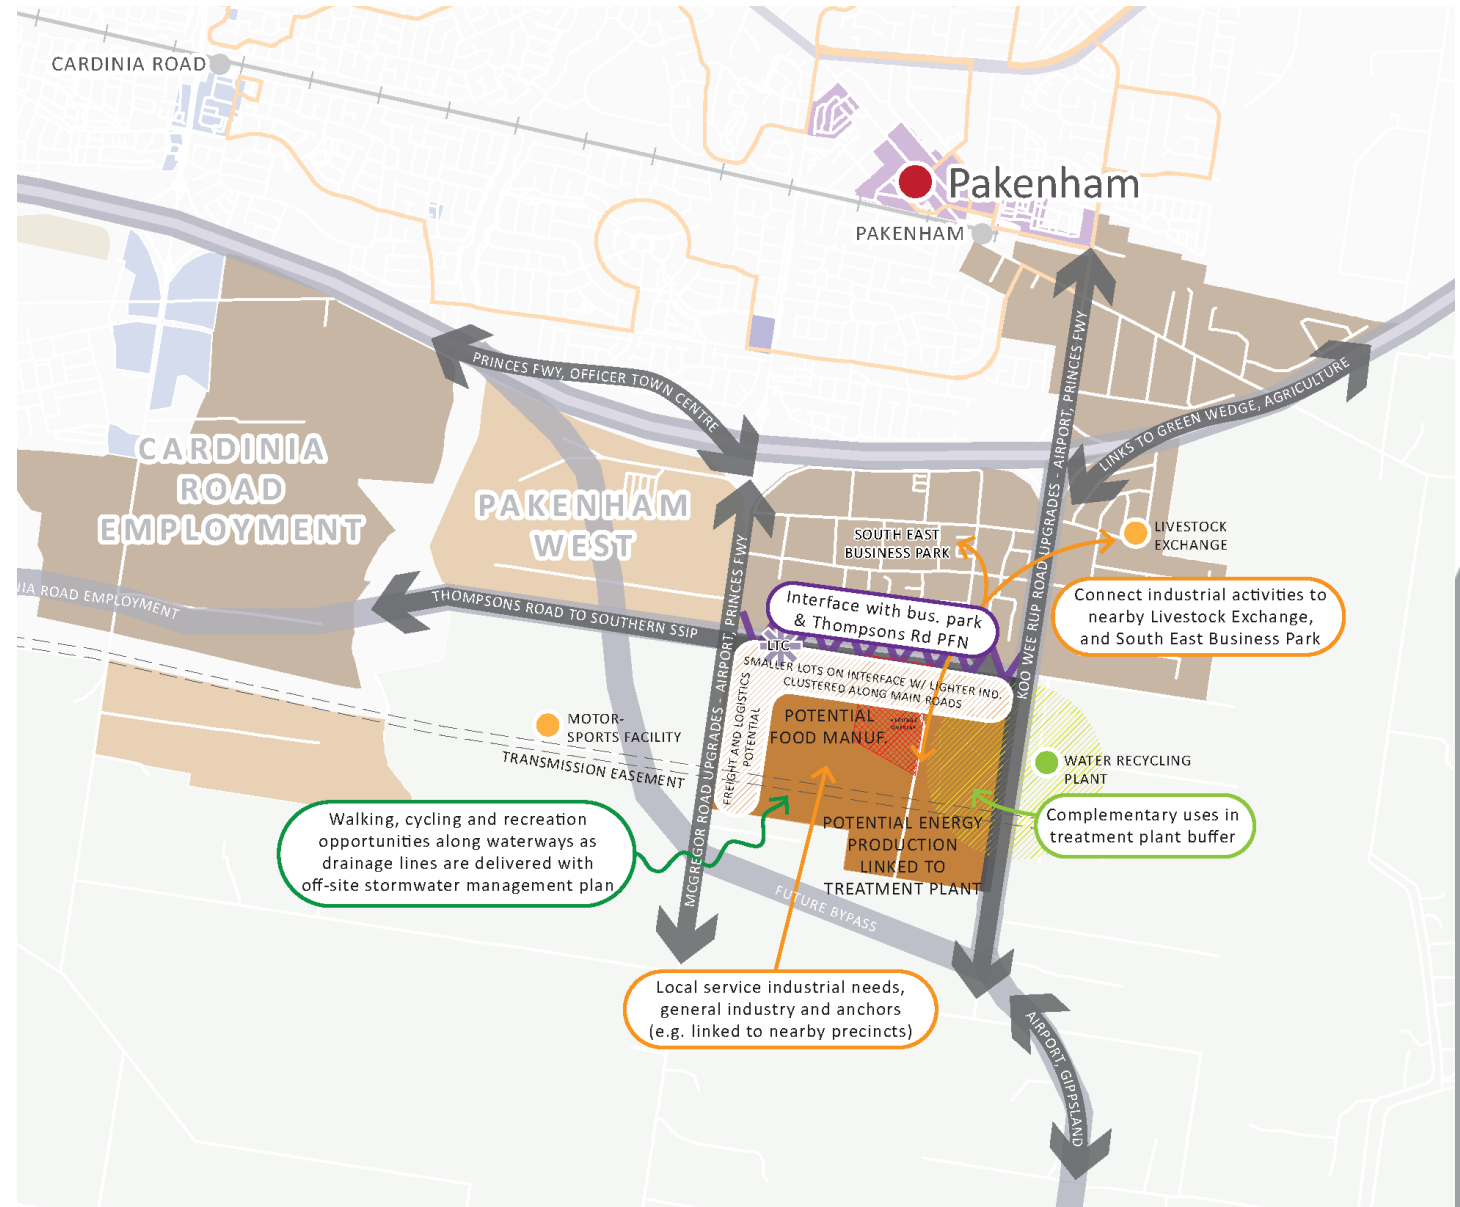 CARDINIA ROAD
Pakenham
PAKENHAM
PRINCES FWY, OFFICER TOWN CENTRE
KOO WEE RUP ROAD UPGRADES - AIRPORT, PRINCES FWY
LINKS TO GREEN WEDGE, AGRICULTURE
CARDINIA
ROAD
EMPLOYMENT
PAKENHAM
WEST
SOUTH EAST
BUSINESS PARK
LIVESTOCK
EXCHANGE
NIA ROAD EMPLOYMENT
THOMPSONS ROAD TO SOUTHERN SSIP
MCGREGOR ROAD UPGRADES - AIRPORT, PRINCES FWY
Interface with bus. park
& Thompsons Rd PFN
Connect industrial activities to
nearby Livestock Exchange,
and South East Business Park
LTC
SMALLER LOTS ON INTERFACE W/ LIGHTER IND.
CLUSTERED ALONG MAIN ROADS
FREIGHT AND LOGISTICS
POTENTIAL
POTENTIAL
FOOD MANUF.
HERITAGE
OVERLAY
MOTOR-
SPORTS FACILITY
TRANSMISSION EASEMENT
WATER RECYCLING
PLANT
Complementary uses in
treatment plant buffer
POTENTIAL ENERGY
PRODUCTION
LINKED TO
TREATMENT PLANT
Walking, cycling and recreation
opportunities along waterways as
drainage lines are delivered with
off-site stormwater management plan
FUTURE BYPASS
Local service industrial needs,
general industry and anchors
(e.g. linked to nearby precincts)
AIRPORT, GIPPSLAND